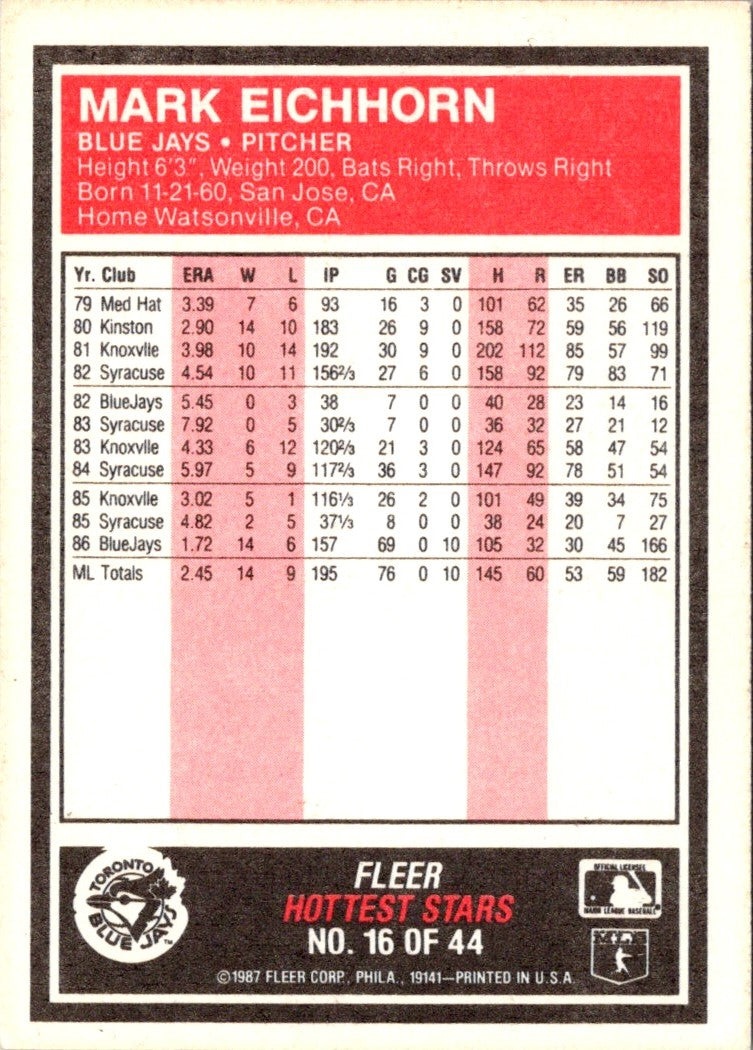 MARK EICHHORN
BLUE JAYS • PITCHER
Height 6'3", Weight 200, Bats Right, Throws Right
Born 11-21-60, San Jose, CA
Home Watsonville, CA
Yr. Club ERA W L IP G CG SV H R ER BB SO
79 Med Hat 3.39 7 6 93 16 3 0 101 62 35 26 66
80 Kinston 2.90 14 10 183 26 9 0 158 72 59 56 119
81 Knoxvlle 3.98 10 14 192 30 9 0 202 112 85 57 99
82 Syracuse 4.54 10 11 156⅔ 27 6 0 158 92 79 83 71
82 BlueJays 5.45 0 3 38 7 0 0 40 28 23 14 16
83 Syracuse 7.92 0 5 30⅔ 7 0 0 36 32 27 21 12
83 Knoxvlle 4.33 6 12 120⅔ 21 3 0 124 65 58 47 54
84 Syracuse 5.97 5 9 117⅔ 36 3 0 147 92 78 51 54
85 Knoxvlle 3.02 5 1 116⅓ 26 2 0 101 49 39 34 75
85 Syracuse 4.82 2 5 37⅓ 8 0 0 38 24 20 7 27
86 BlueJays 1.72 14 6 157 69 0 10 105 32 30 45 166
ML Totals 2.45 14 9 195 76 0 10 145 60 53 59 182
TORONTO
BLUE JAYS
TM
FLEER
HOTTEST STARS
NO. 16 OF 44
©1987 FLEER CORP., PHILA., 19141—PRINTED IN U.S.A.
OFFICIAL LICENSEE
MAJOR LEAGUE BASEBALL